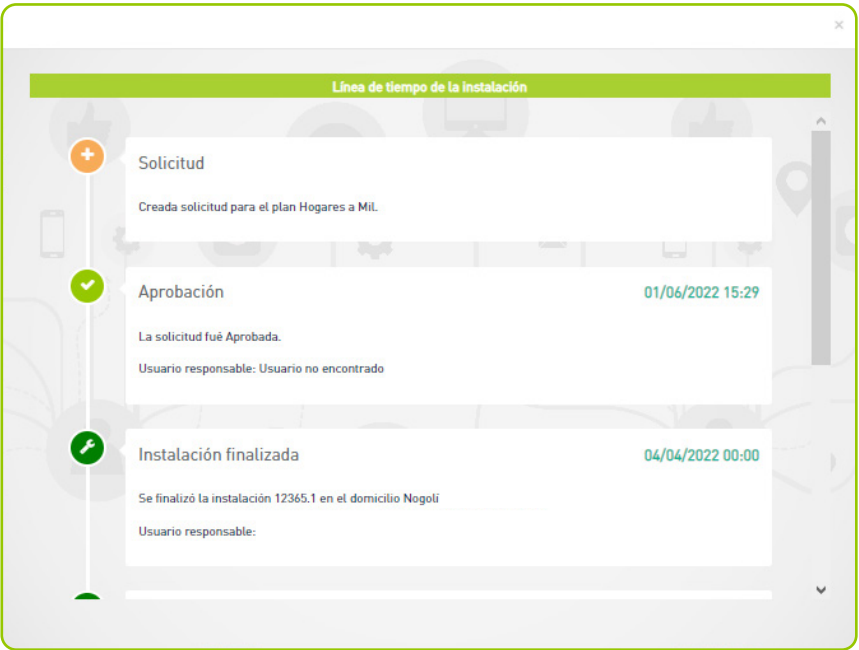 ×
Línea de tiempo de la instalación
Solicitud
Creada solicitud para el plan Hogares a Mil.
Aprobación
01/06/2022 15:29
La solicitud fué Aprobada.
Usuario responsable: Usuario no encontrado
Instalación finalizada
04/04/2022 00:00
Se finalizó la instalación 12365.1 en el domicilio Nogolí
Usuario responsable: